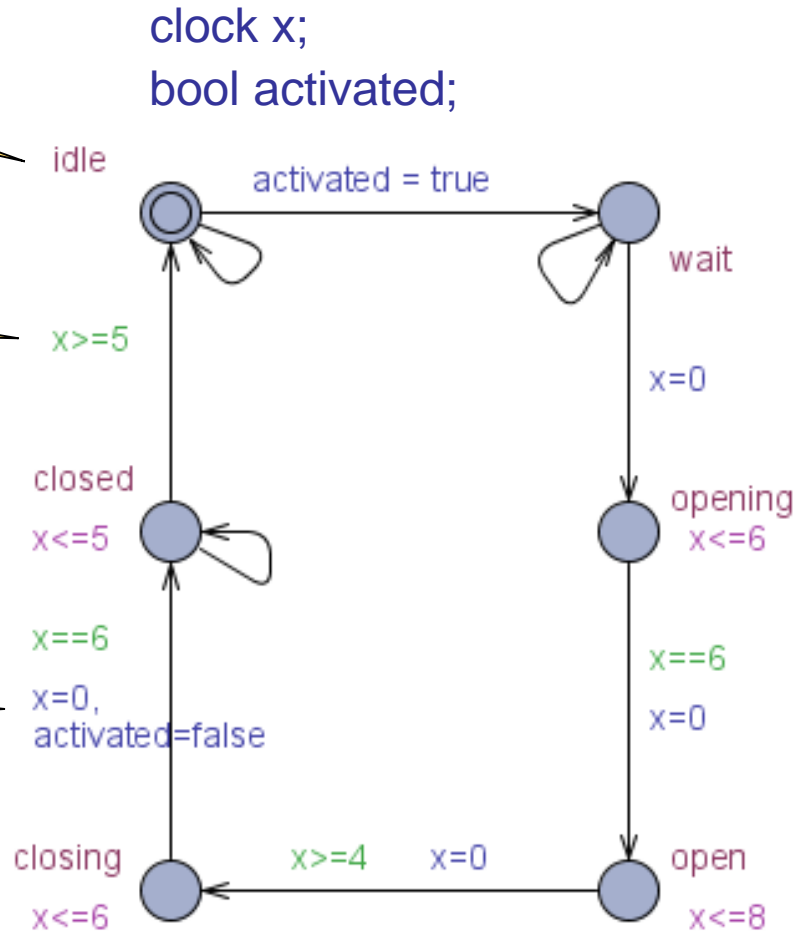 clock x;
bool activated;
idle
activated = true
wait
x>=5
x=0
closed
x<=5
opening
x<=6
x==6
x=0,
activated=false
x==6
x=0
closing
x<=6
x>=4 x=0
open
x<=8